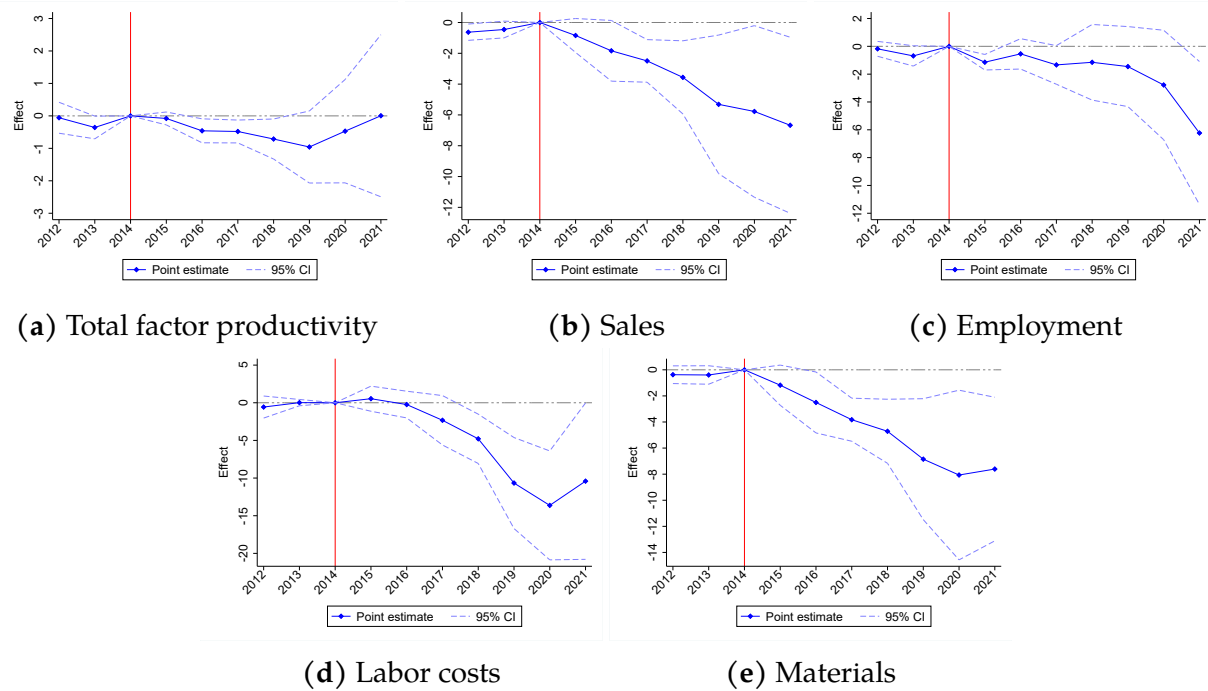 Effect
3
2
1
0
-1
-2
-3
2012 2013 2014 2015 2016 2017 2018 2019 2020 2021
Point estimate 95% CI
(a) Total factor productivity
Effect
0
-2
-4
-6
-8
-10
-12
2012 2013 2014 2015 2016 2017 2018 2019 2020 2021
Point estimate 95% CI
(b) Sales
Effect
2
0
-2
-4
-6
-8
-10
-12
2012 2013 2014 2015 2016 2017 2018 2019 2020 2021
Point estimate 95% CI
(c) Employment
Effect
5
0
-5
-10
-15
-20
2012 2013 2014 2015 2016 2017 2018 2019 2020 2021
Point estimate 95% CI
(d) Labor costs
Effect
0
-2
-4
-6
-8
-10
-12
-14
2012 2013 2014 2015 2016 2017 2018 2019 2020 2021
Point estimate 95% CI
(e) Materials